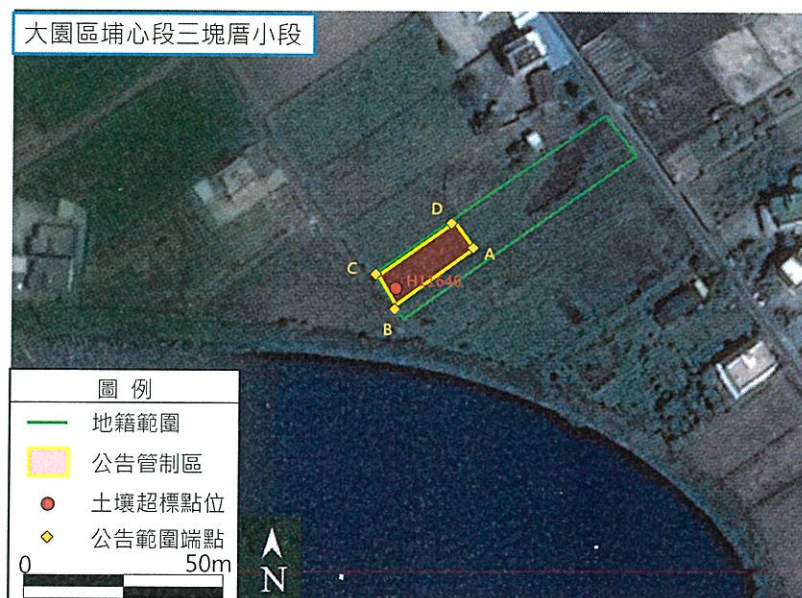 大園區埔心段三塊厝小段
D
A
C
H11648
B
圖 例
地籍範圍
公告管制區
土壤超標點位
公告範圍端點
0 50m
N